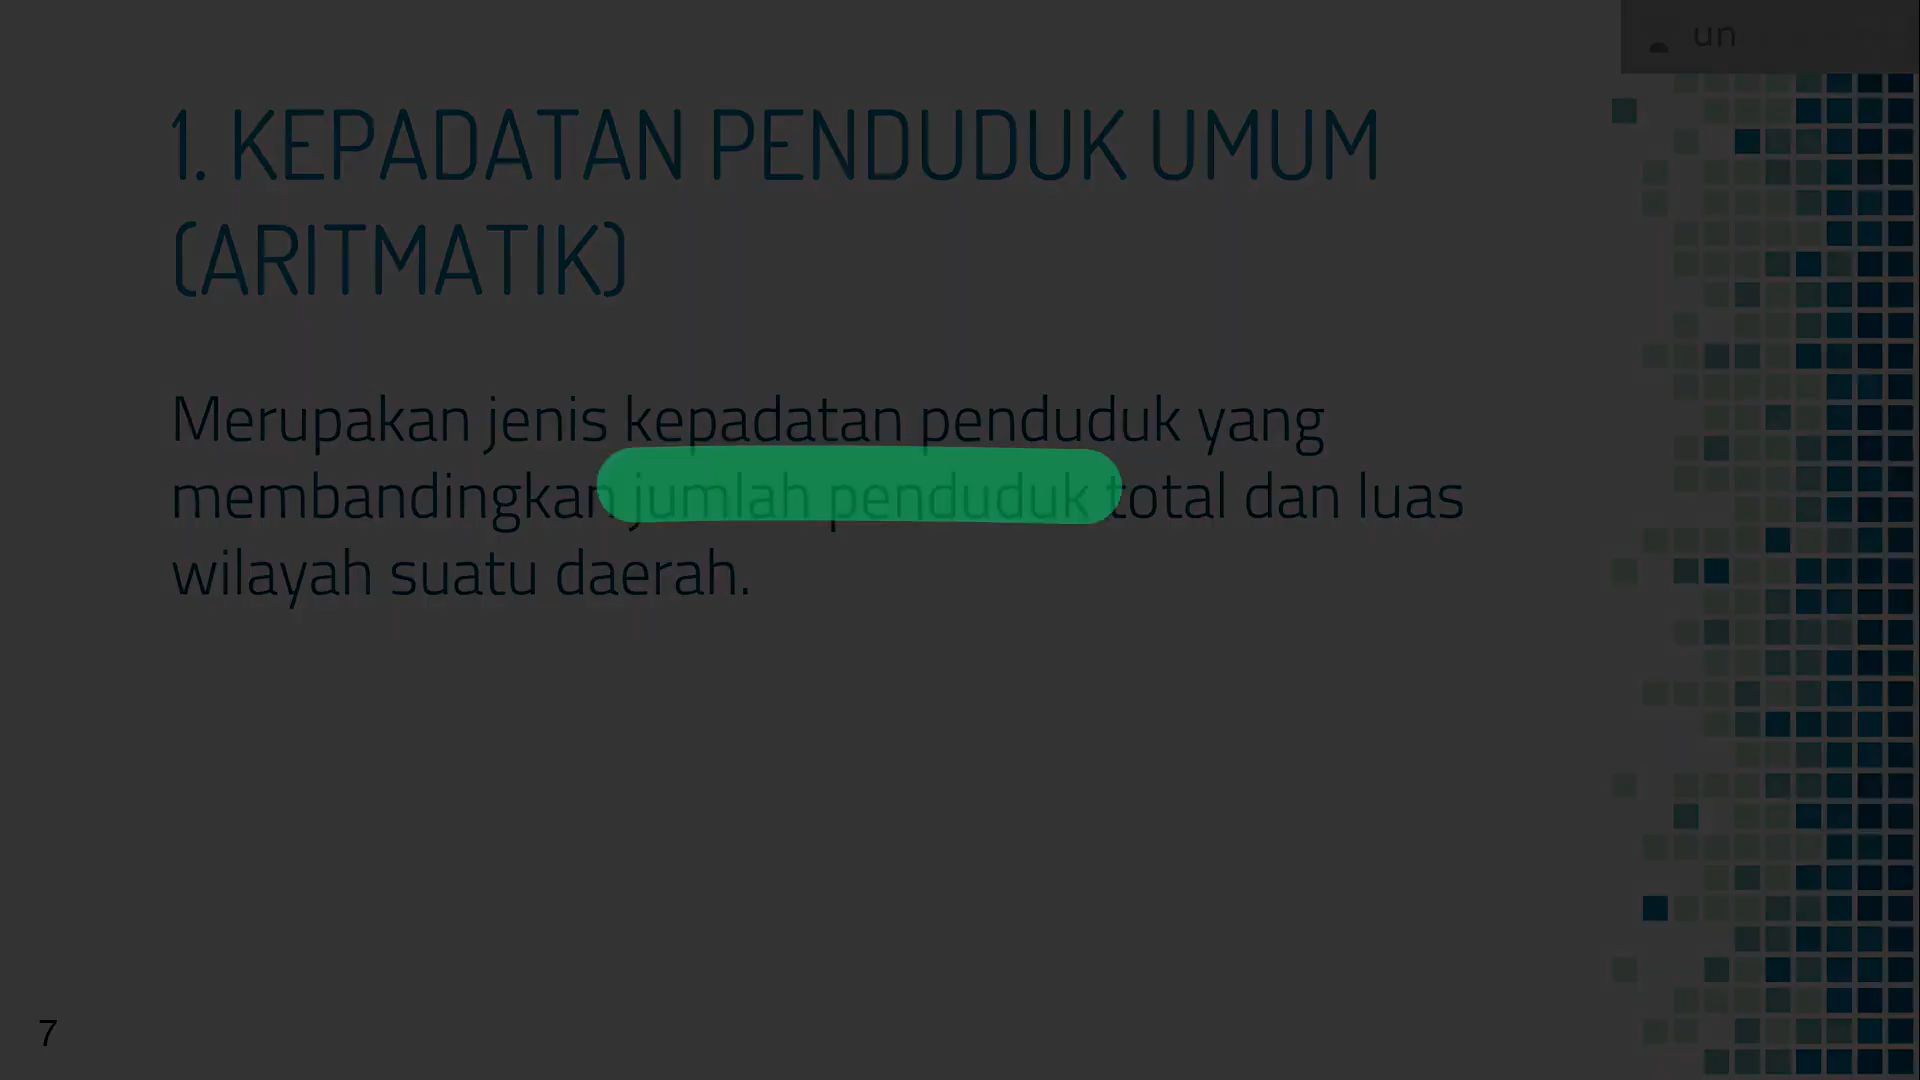 un
1. KEPADATAN PENDUDUK UMUM
(ARITMATIK)
Merupakan jenis kepadatan penduduk yang
membandingkan jumlah penduduk total dan luas
wilayah suatu daerah.
7